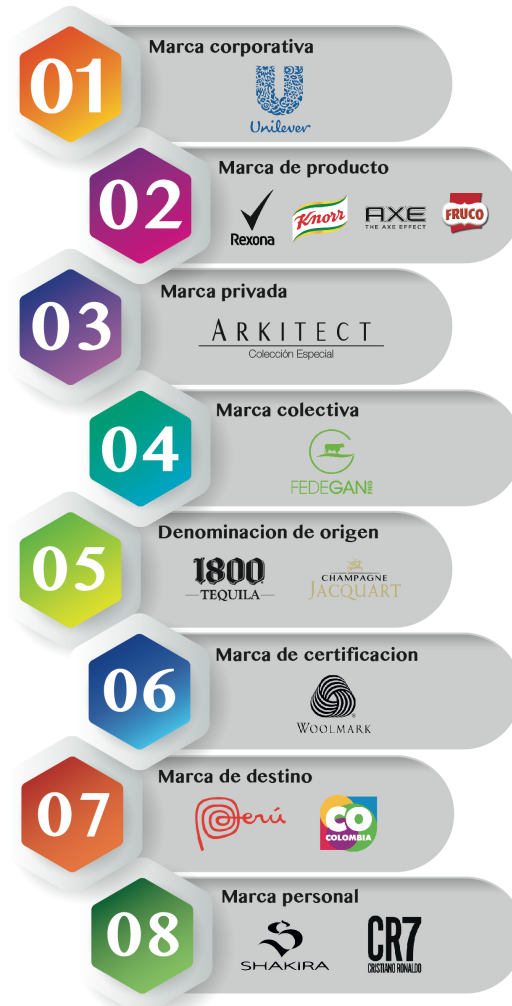 01
Marca corporativa
Unilever
02
Marca de producto
Rexona
Knorr
AXE
THE AXE EFFECT
FRUCO
03
Marca privada
ARKITECT
Colección Especial
04
Marca colectiva
FEDEGAN
FNG
05
Denominacion de origen
1800
TEQUILA
CHAMPAGNE
JACQUART
06
Marca de certificacion
WOOLMARK
07
Marca de destino
Perú
CO
COLOMBIA
08
Marca personal
S
SHAKIRA
CR7
CRISTIANO RONALDO